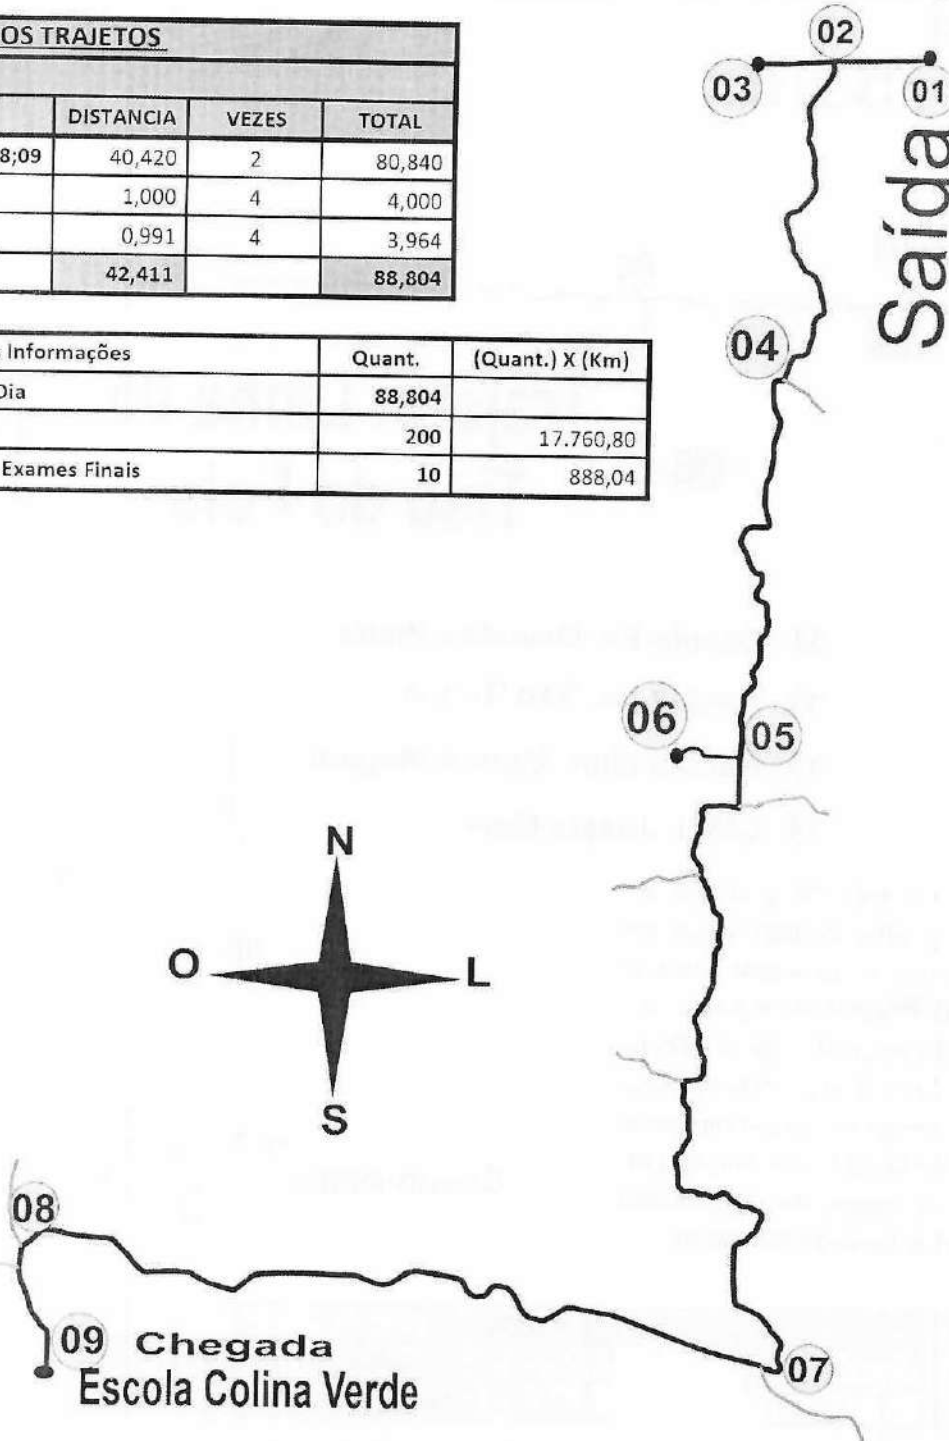 OS TRAJETOS
DISTANCIA VEZES TOTAL
8;09 40,420 2 80,840
1,000 4 4,000
0,991 4 3,964
42,411 88,804
Informações Quant. (Quant.) X (Km)
Dia 88,804
200 17.760,80
Exames Finais 10 888,04
02
03
01
Saída
04
06
05
N
O
L
S
08
09 Chegada
Escola Colina Verde
07